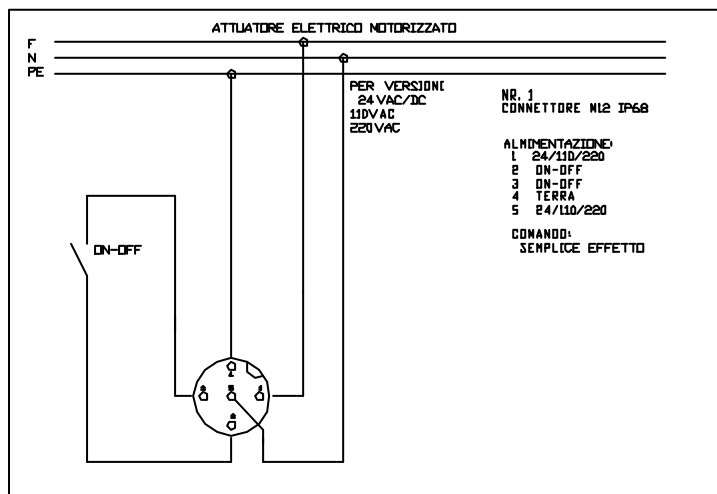 ATTUATORE ELETTRICO MOTORIZZATO
F
N
PE
PER VERSIONI
24 VAC/DC
110VAC
220VAC
NR. 1
CONNETTORE M12 IP68
ALIMENTAZIONE:
1 24/110/220
2 ON-OFF
3 ON-OFF
4 TERRA
5 24/110/220
COMANDO:
SEMPLICE EFFETTO
ON-OFF
5
1